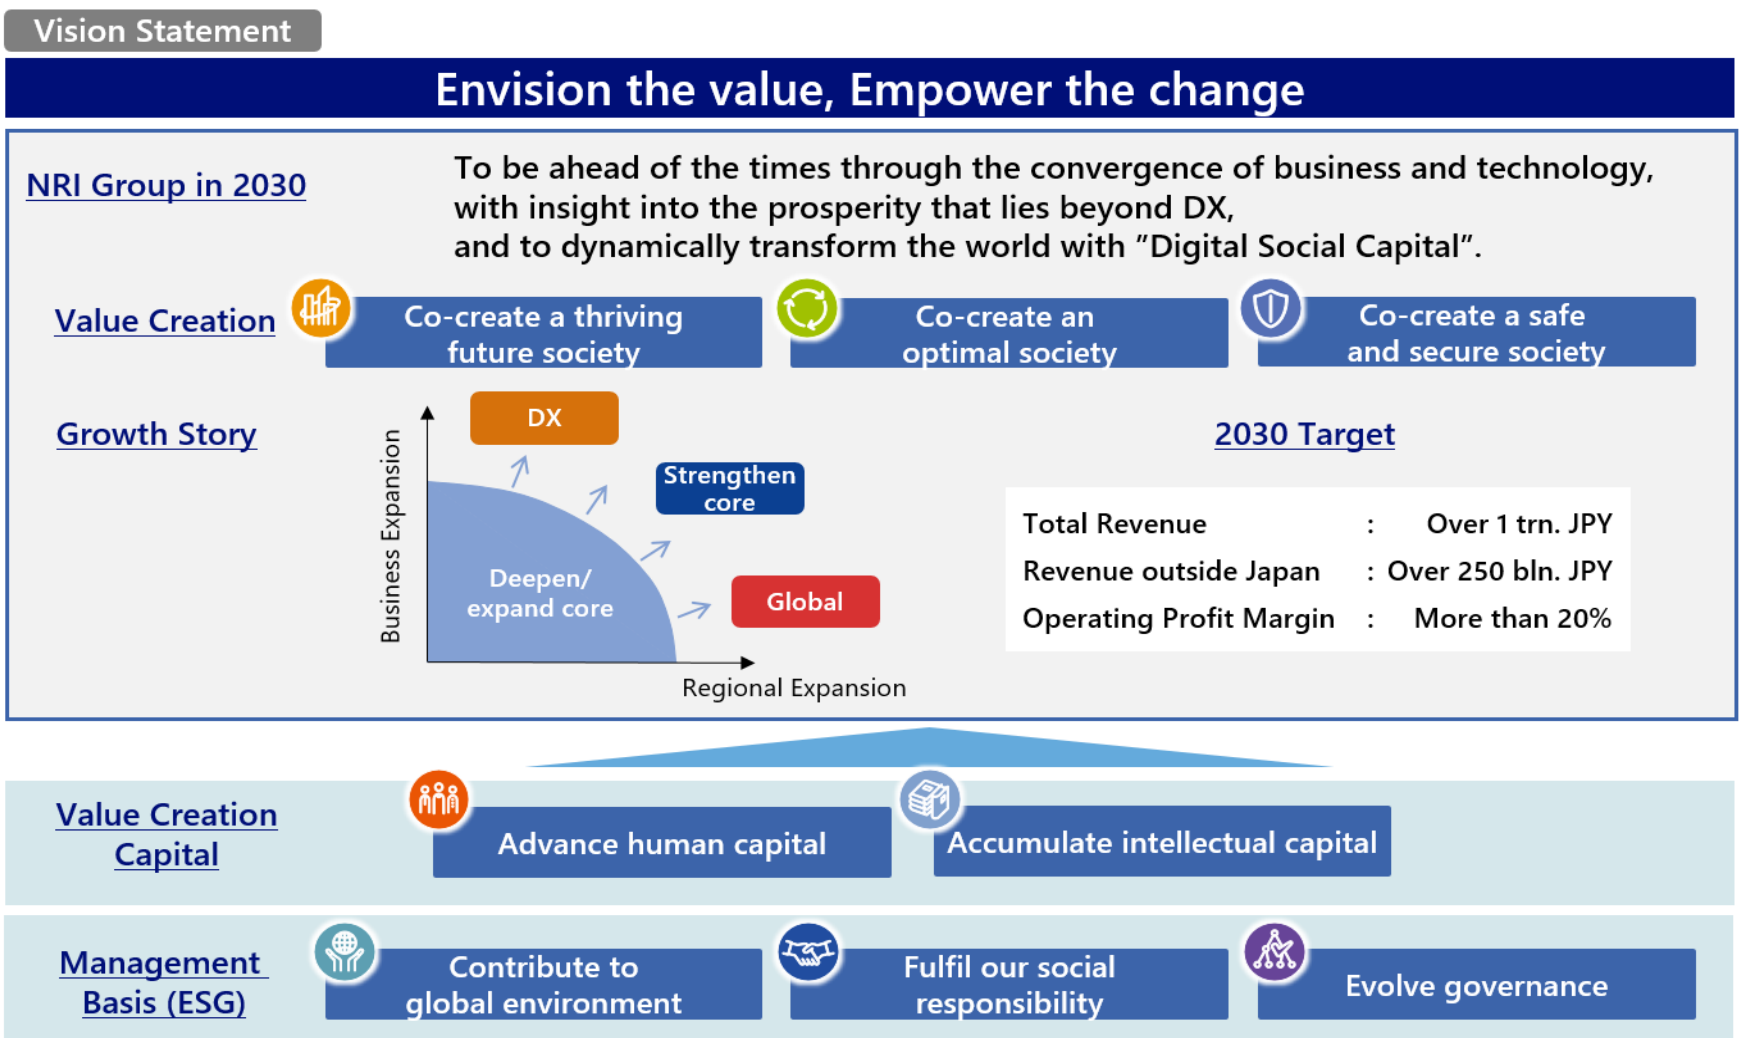 Vision Statement
Envision the value, Empower the change
NRI Group in 2030
To be ahead of the times through the convergence of business and technology,
with insight into the prosperity that lies beyond DX,
and to dynamically transform the world with ”Digital Social Capital”.
Value Creation
Co-create a thriving
future society
Co-create an
optimal society
Co-create a safe
and secure society
Growth Story
Business Expansion
DX
Strengthen
core
Deepen/
expand core
Global
Regional Expansion
2030 Target
Total Revenue : Over 1 trn. JPY
Revenue outside Japan : Over 250 bln. JPY
Operating Profit Margin : More than 20%
Value Creation
Capital
Advance human capital
Accumulate intellectual capital
Management
Basis (ESG)
Contribute to
global environment
Fulfil our social
responsibility
Evolve governance